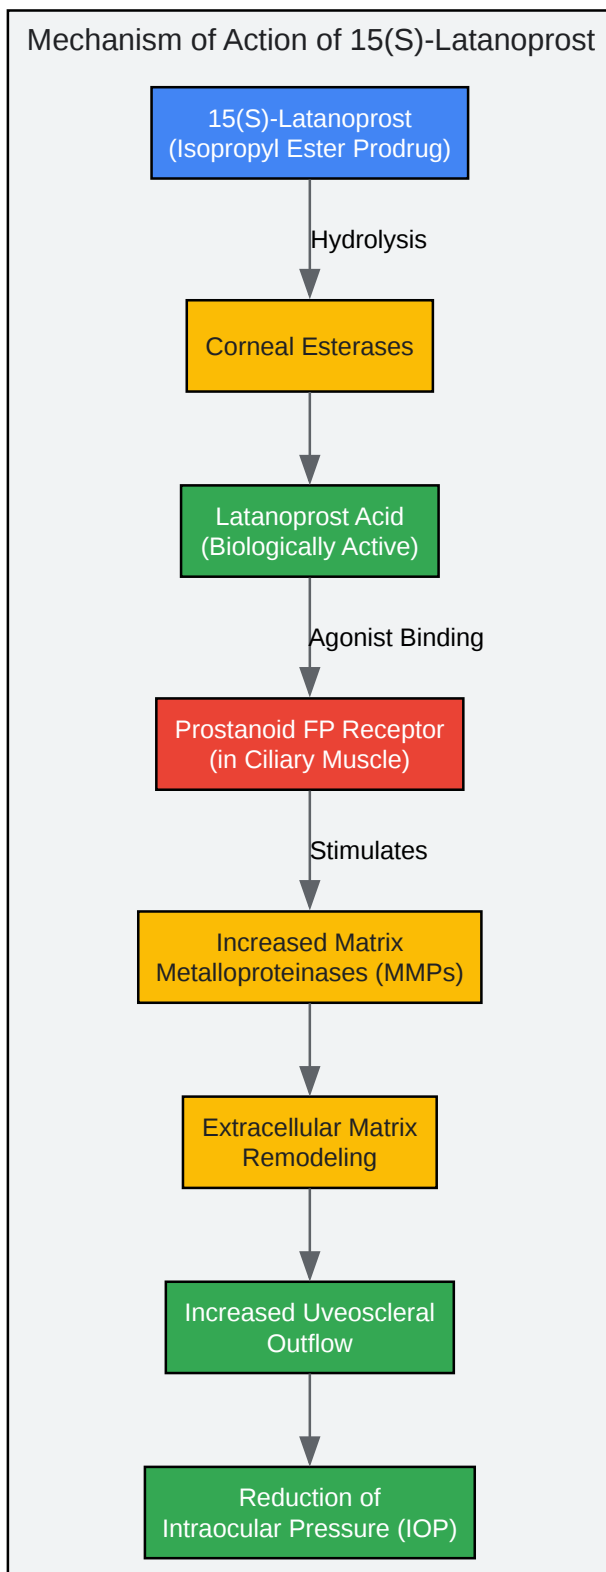 Mechanism of Action of 15(S)-Latanoprost
15(S)-Latanoprost
(Isopropyl Ester Prodrug)
Hydrolysis
Corneal Esterases
Latanoprost Acid
(Biologically Active)
Agonist Binding
Prostanoid FP Receptor
(in Ciliary Muscle)
Stimulates
Increased Matrix
Metalloproteinases (MMPs)
Extracellular Matrix
Remodeling
Increased Uveoscleral
Outflow
Reduction of
Intraocular Pressure (IOP)